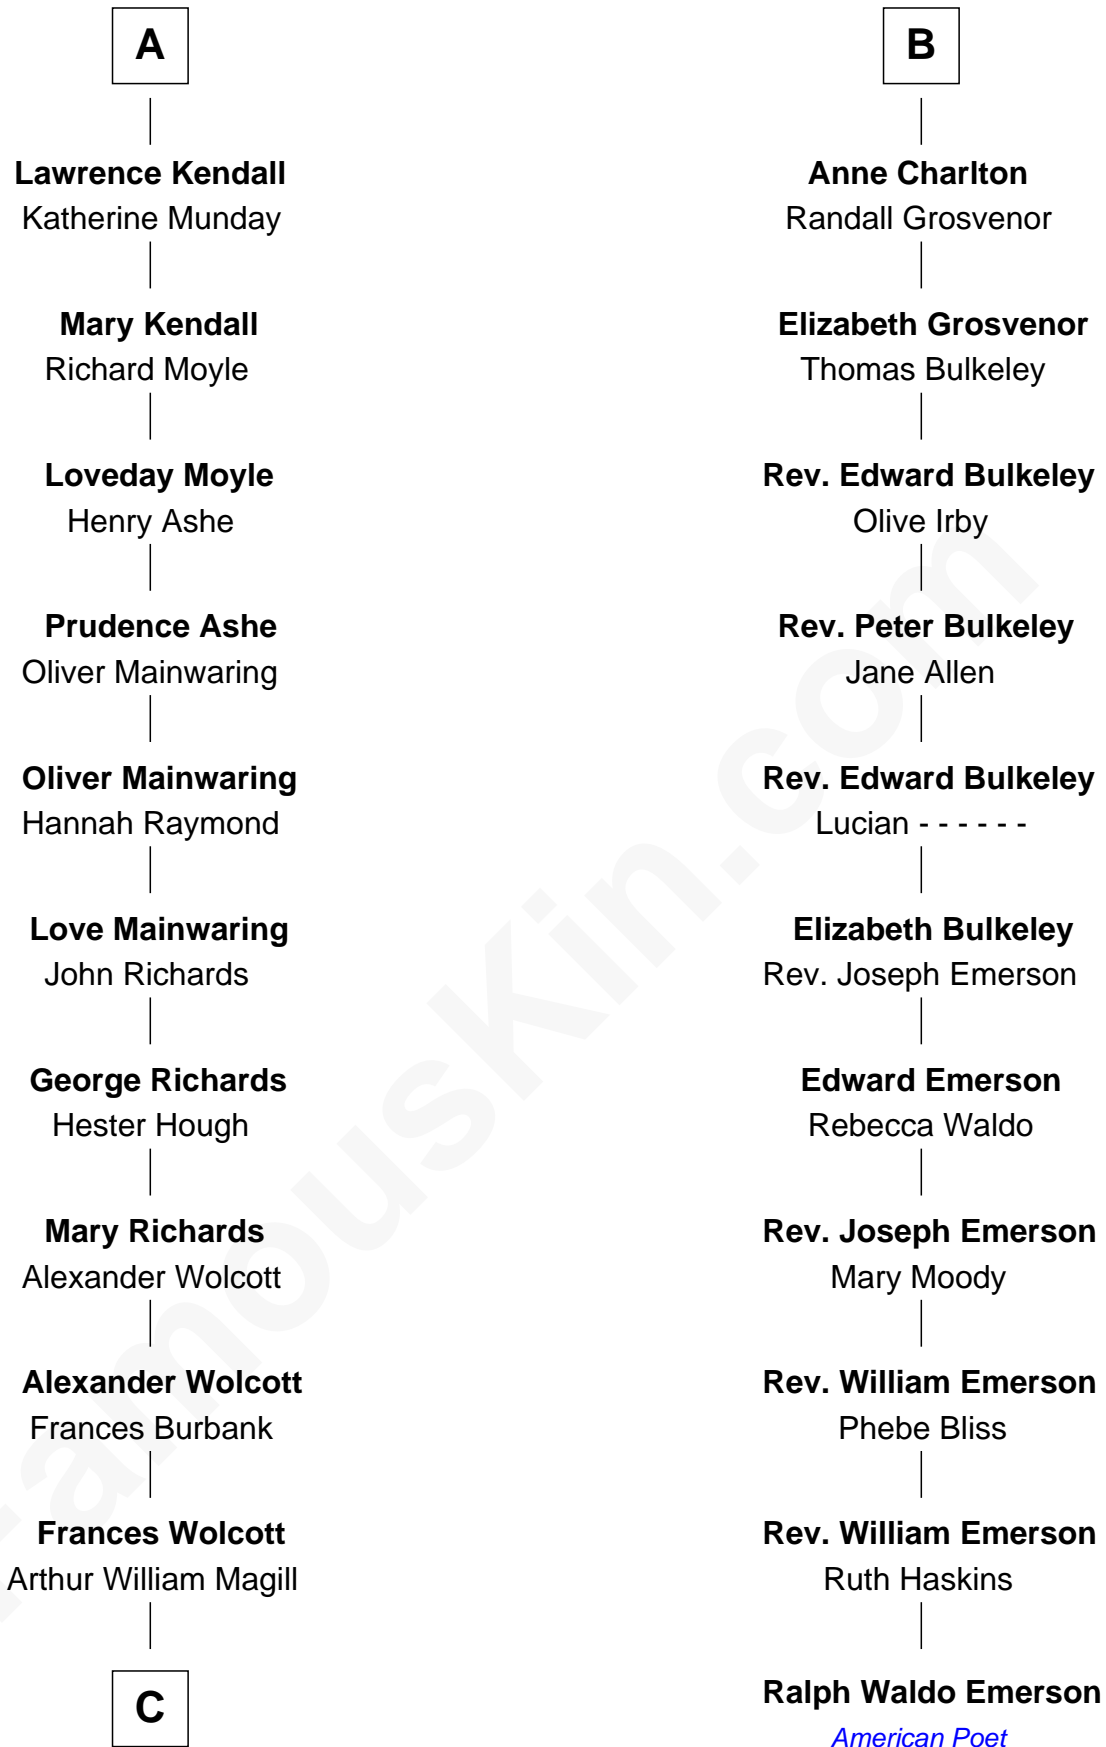 A
Lawrence Kendall
Katherine Munday
Mary Kendall
Richard Moyle
Loveday Moyle
Henry Ashe
Prudence Ashe
Oliver Mainwaring
Oliver Mainwaring
Hannah Raymond
Love Mainwaring
John Richards
George Richards
Hester Hough
Mary Richards
Alexander Wolcott
Alexander Wolcott
Frances Burbank
Frances Wolcott
Arthur William Magill
C
B
Anne Charlton
Randall Grosvenor
Elizabeth Grosvenor
Thomas Bulkeley
Rev. Edward Bulkeley
Olive Irby
Rev. Peter Bulkeley
Jane Allen
Rev. Edward Bulkeley
Lucian - - - - - -
Elizabeth Bulkeley
Rev. Joseph Emerson
Edward Emerson
Rebecca Waldo
Rev. Joseph Emerson
Mary Moody
Rev. William Emerson
Phebe Bliss
Rev. William Emerson
Ruth Haskins
Ralph Waldo Emerson
American Poet
FamousKin.com